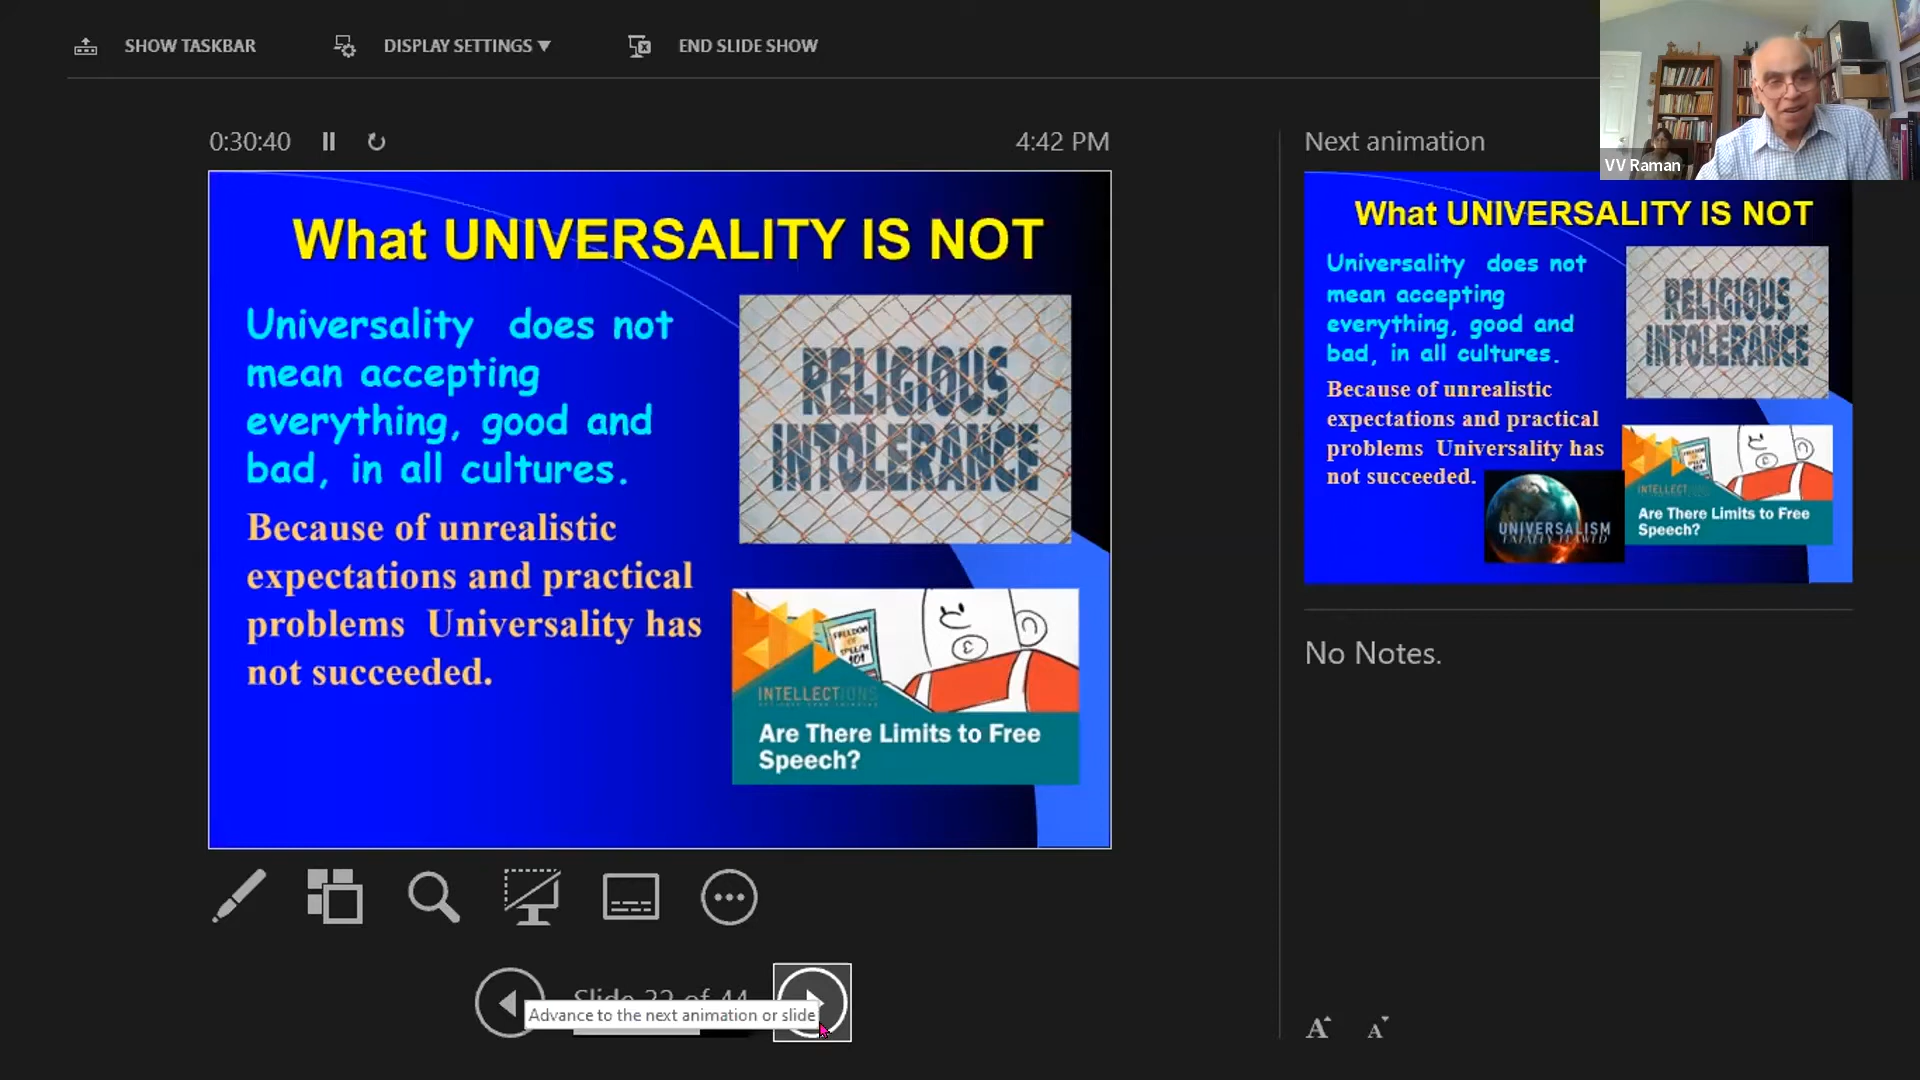 SHOW TASKBAR
DISPLAY SETTINGS
END SLIDE SHOW
0:30:40
4:42 PM
What UNIVERSALITY IS NOT
Universality does not
mean accepting
everything, good and
bad, in all cultures.
Because of unrealistic
expectations and practical
problems Universality has
not succeeded.
RELIGIOUS
INTOLERANCE
FREEDOM
OF
SPEECH
101
INTELLECTIONS
Are There Limits to Free
Speech?
Slide 22 of 44
Advance to the next animation or slide
Next animation
VV Raman
What UNIVERSALITY IS NOT
Universality does not
mean accepting
everything, good and
bad, in all cultures.
Because of unrealistic
expectations and practical
problems Universality has
not succeeded.
RELIGIOUS
INTOLERANCE
UNIVERSALISM
INTELLECTIONS
Are There Limits to Free
Speech?
No Notes.
A A